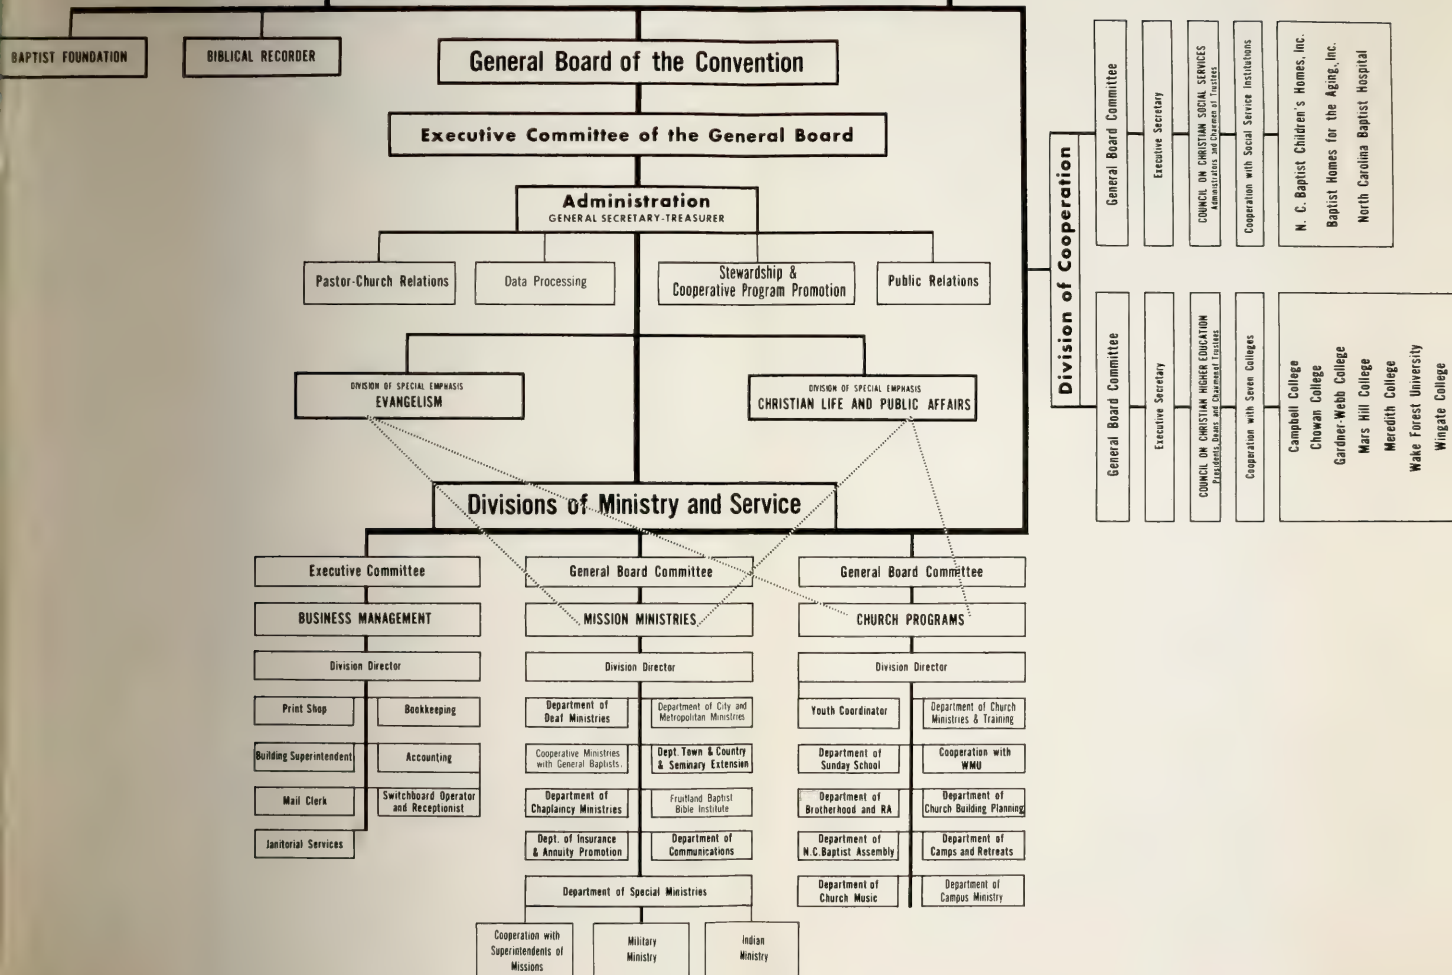 BAPTIST FOUNDATION
BIBLICAL RECORDER
General Board of the Convention
Executive Committee of the General Board
Administration
GENERAL SECRETARY-TREASURER
Pastor-Church Relations
Data Processing
Stewardship &
Cooperative Program Promotion
Public Relations
DIVISION OF SPECIAL EMPHASIS
EVANGELISM
DIVISION OF SPECIAL EMPHASIS
CHRISTIAN LIFE AND PUBLIC AFFAIRS
Divisions of Ministry and Service
Executive Committee
BUSINESS MANAGEMENT
Division Director
Print Shop
Bookkeeping
Building Superintendent
Accounting
Mail Clerk
Switchboard Operator
and Receptionist
Janitorial Services
General Board Committee
MISSION MINISTRIES
Division Director
Department of
Deaf Ministries
Department of City and
Metropolitan Ministries
Cooperative Ministries
with General Baptists.
Dept. Town & Country
& Seminary Extension
Department of
Chaplaincy Ministries
Fruitland Baptist
Bible Institute
Dept. of Insurance
& Annuity Promotion
Department of
Communications
Department of Special Ministries
Cooperation with
Superintendents of
Missions
Military
Ministry
Indian
Ministry
General Board Committee
CHURCH PROGRAMS
Division Director
Youth Coordinator
Department of Church
Ministries & Training
Department of
Sunday School
Cooperation with
WMU
Department of
Brotherhood and RA
Department of
Church Building Planning
Department of
N.C.Baptist Assembly
Department of
Camps and Retreats
Department of
Church Music
Department of
Campus Ministry
Division of Cooperation
General Board Committee
Executive Secretary
COUNCIL ON CHRISTIAN SOCIAL SERVICES
Administrators and Chairmen of Trustees
Cooperation with Social Service Institutions
N. C. Baptist Children's Homes, Inc.
Baptist Homes for the Aging, Inc.
North Carolina Baptist Hospital
General Board Committee
Executive Secretary
COUNCIL ON CHRISTIAN HIGHER EDUCATION
Presidents, Deans and Chairmen of Trustees
Cooperation with Seven Colleges
Campbell College
Chowan College
Gardner-Webb College
Mars Hill College
Meredith College
Wake Forest University
Wingate College